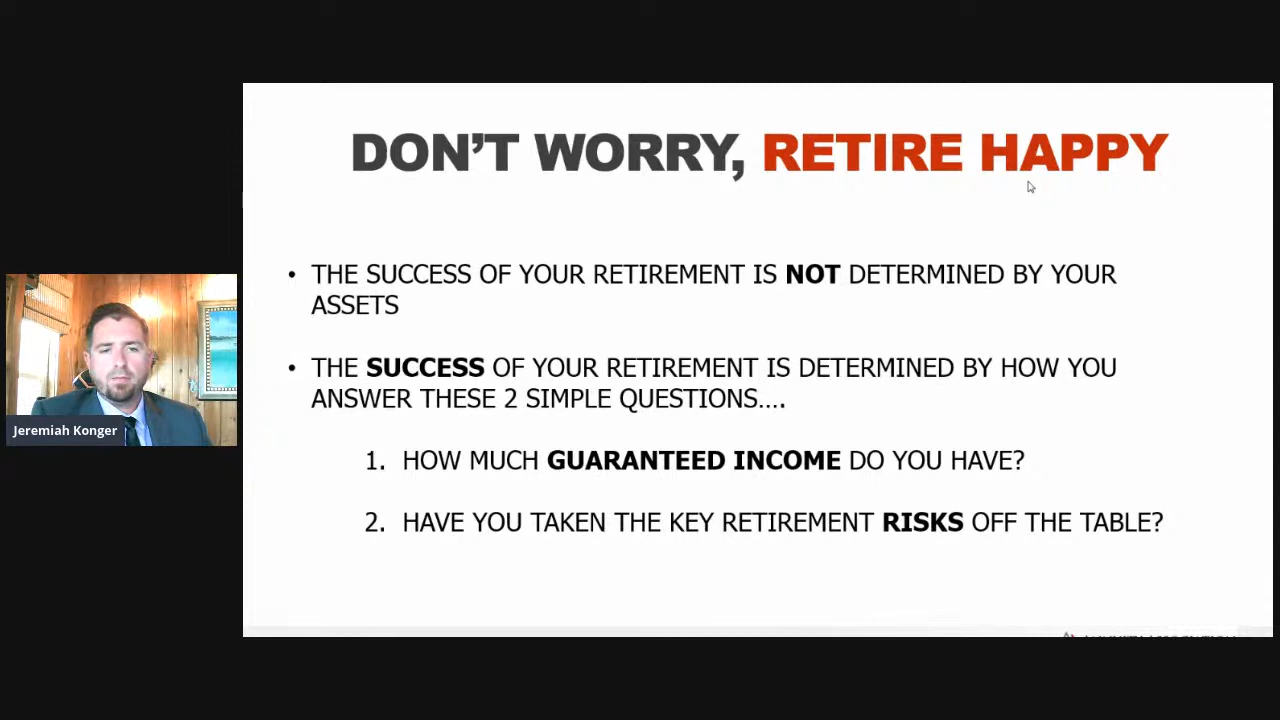 DON'T WORRY, RETIRE HAPPY
• THE SUCCESS OF YOUR RETIREMENT IS NOT DETERMINED BY YOUR
ASSETS
• THE SUCCESS OF YOUR RETIREMENT IS DETERMINED BY HOW YOU
ANSWER THESE 2 SIMPLE QUESTIONS....
1. HOW MUCH GUARANTEED INCOME DO YOU HAVE?
2. HAVE YOU TAKEN THE KEY RETIREMENT RISKS OFF THE TABLE?
Jeremiah Konger